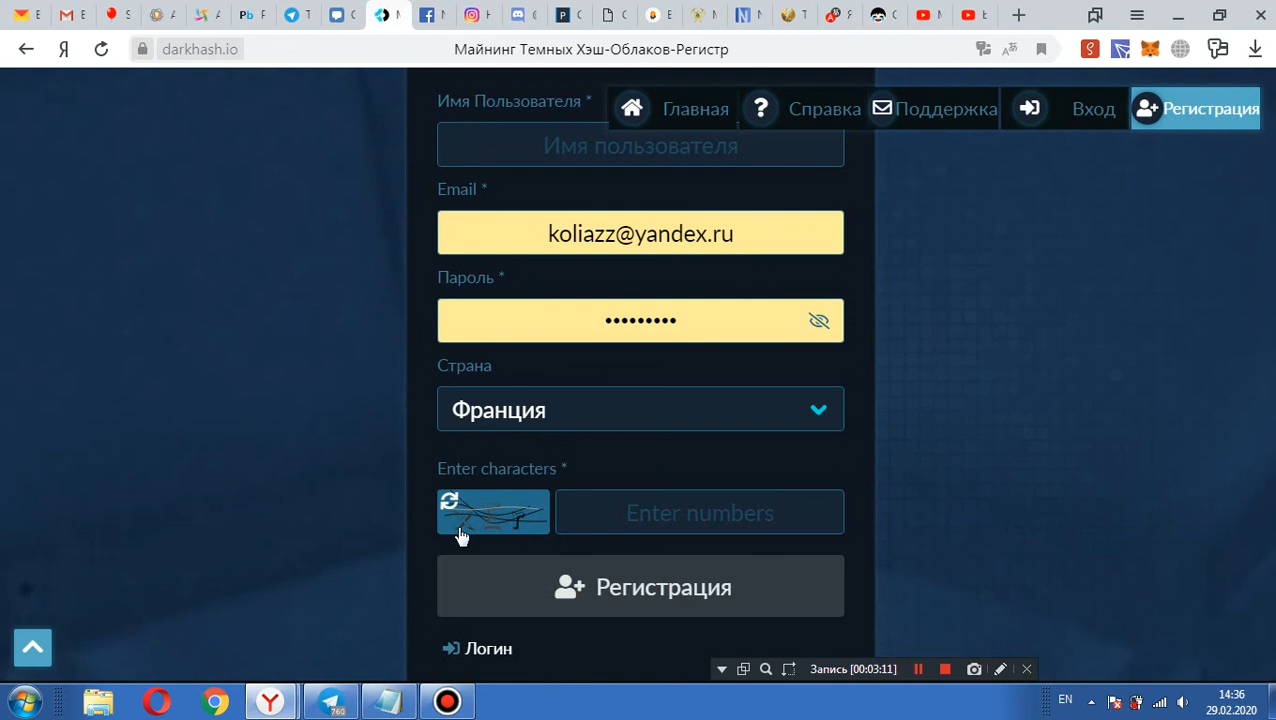 darkhash.io
Майнинг Темных Хэш-Облаков-Регистр
Имя Пользователя *
Главная
Справка
Поддержка
Вход
Регистрация
Имя пользователя
Email *
koliazz@yandex.ru
Пароль *
•••••••••
Страна
Франция
Enter characters *
Enter numbers
Регистрация
Логин
Запись [00:03:11]
760
EN
14:36
29.02.2020